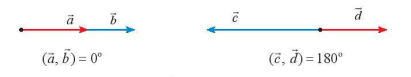 a⃗ b⃗ c⃗ d⃗
(a⃗, b⃗) = 0° (c⃗, d⃗) = 180°